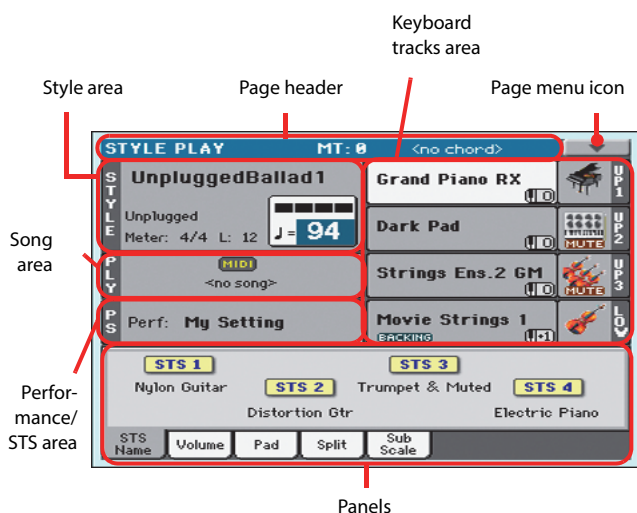 Keyboard
tracks area
Style area
Page header
Page menu icon
STYLE PLAY MT: 0 <no chord>
STYLE
UnpluggedBallad1
Unplugged
Meter: 4/4 L: 12
♩= 94
Grand Piano RX
0
UP1
Dark Pad
0
MUTE
UP2
Song
area
PLY
MIDI
<no song>
Strings Ens.2 GM
0
MUTE
UP3
PS
Perf: My Setting
Movie Strings 1
BACKING
+1
LOW
Perfor-
mance/
STS area
STS 1
Nylon Guitar
STS 2
Distortion Gtr
STS 3
Trumpet & Muted
STS 4
Electric Piano
STS
Name
Volume
Pad
Split
Sub
Scale
Panels